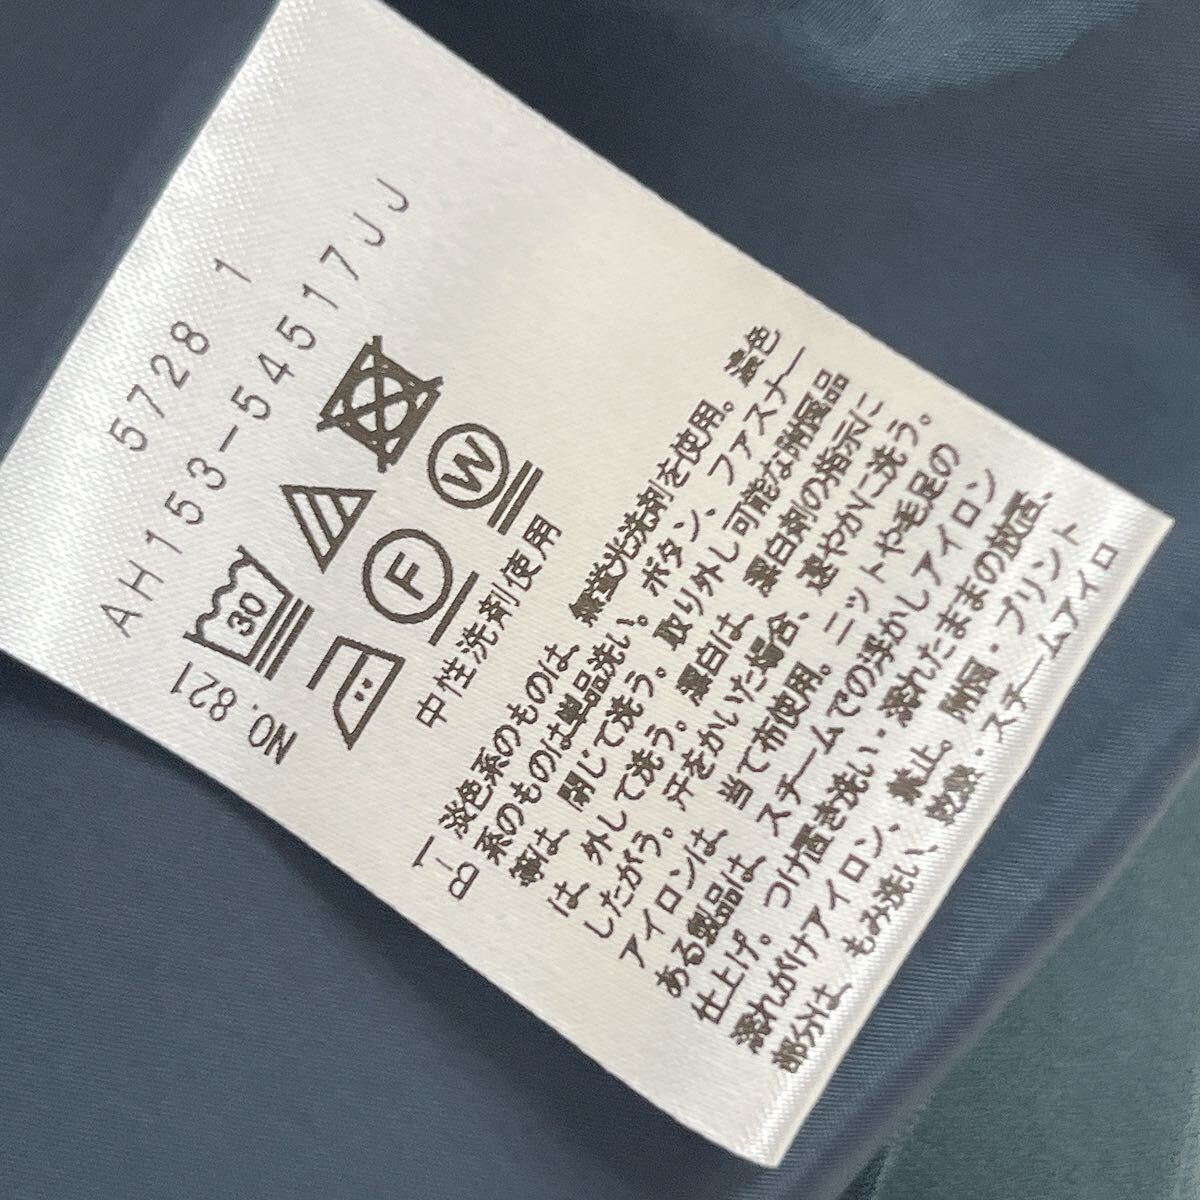 5728 1
AH153-54517JJ
NO. 821
30
F
W
中性洗剤使用
T
B
淡色系のものは、無蛍光洗剤を使用。濃色
系のものは単品洗い。ボタン、ファスナー
等は、閉じて洗う。取り外し可能な附属品
は、外して洗う。漂白は、漂白剤の指示に
したがう。汗をかいた場合、速やかに洗う。
アイロンは、当て布使用。ニットや毛足の
ある製品は、スチームでの浮かしアイロン
仕上げ。つけ置き洗い・濡れたままの放置、
濡れがけアイロン、禁止。附属・プリント
部分は、もみ洗い、乾燥・スチームアイロ